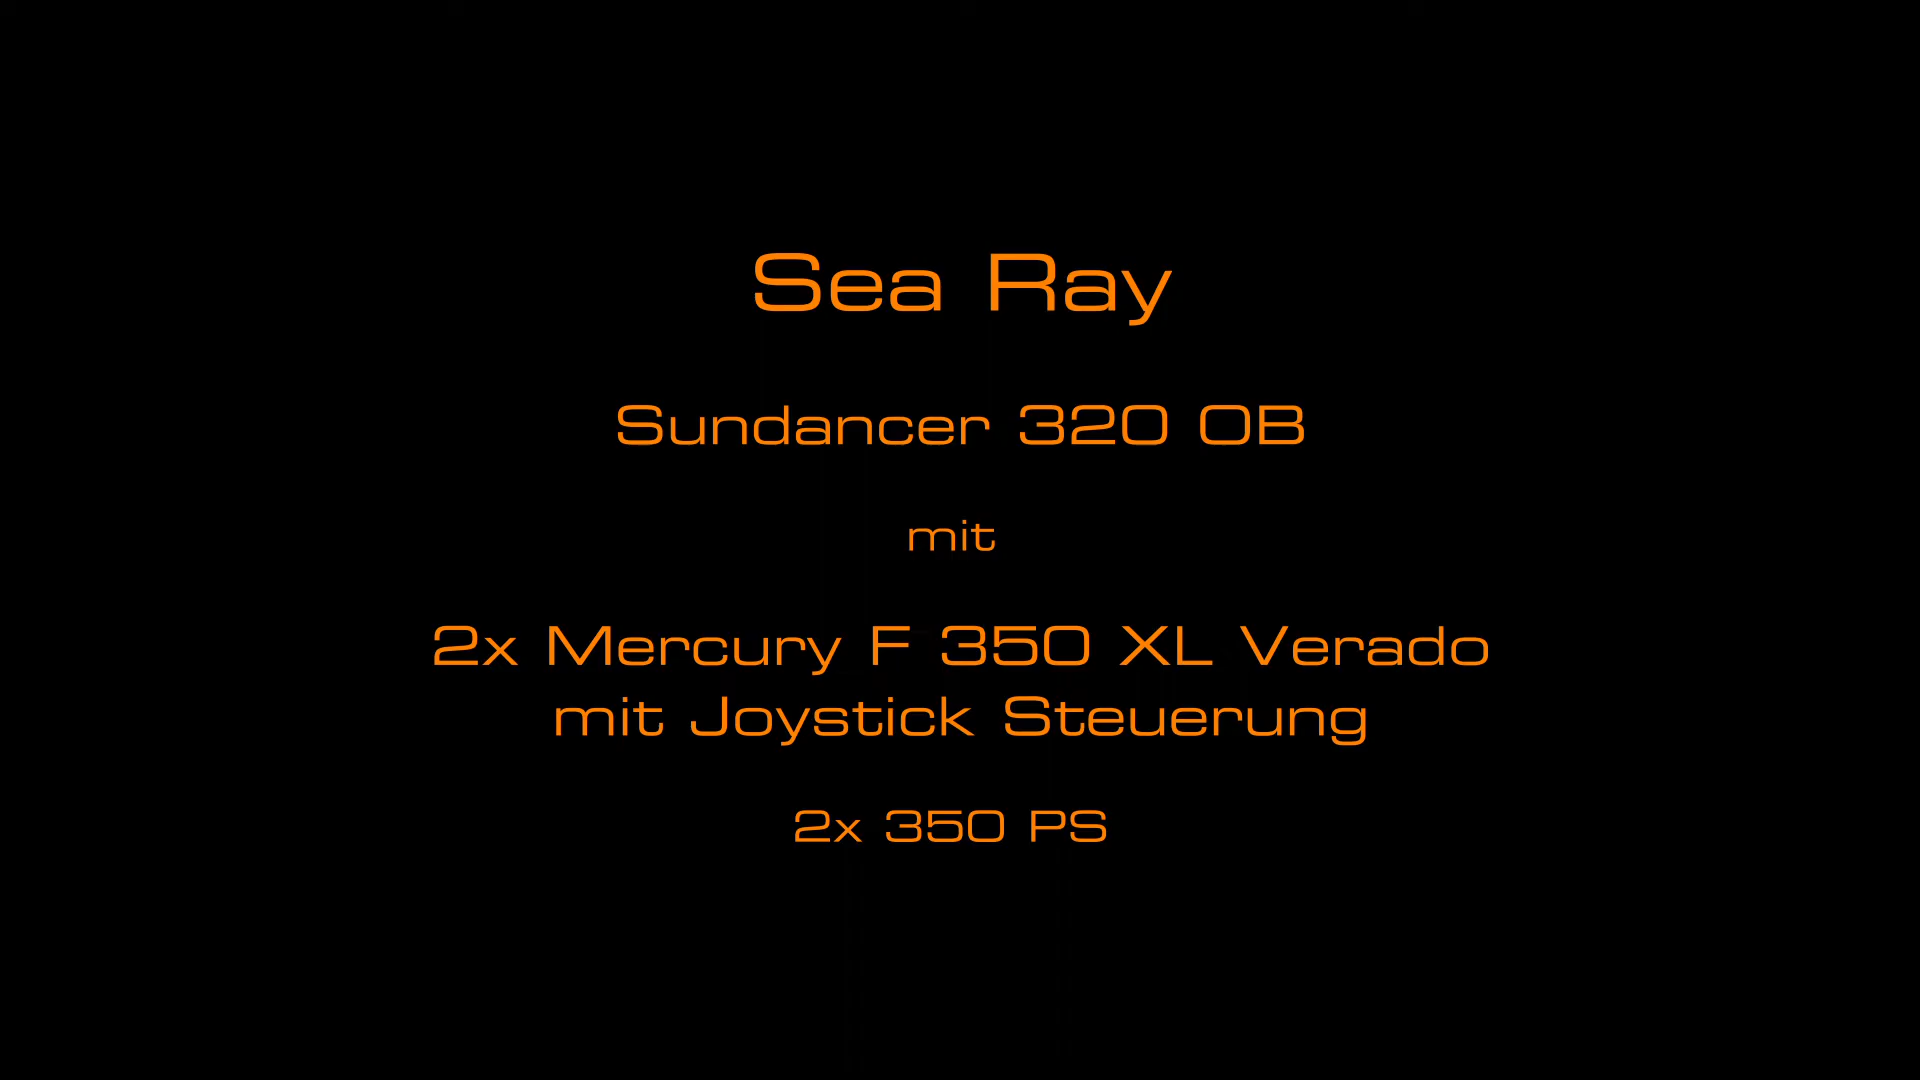 Sea Ray
Sundancer 320 OB
mit
2x Mercury F 350 XL Verado
mit Joystick Steuerung
2x 350 PS